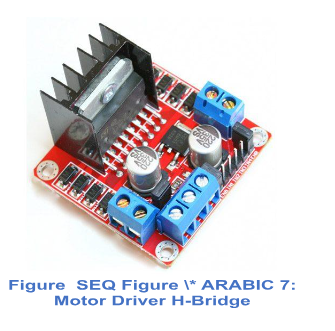 Figure  SEQ Figure \* ARABIC 7:
Motor Driver H-Bridge